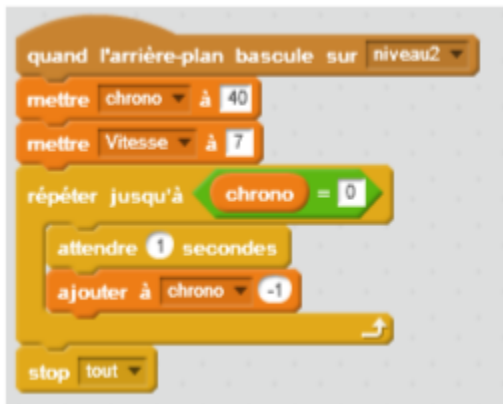 quand l'arrière-plan bascule sur niveau2
mettre chrono à 40
mettre Vitesse à 7
répéter jusqu'à chrono = 0
attendre 1 secondes
ajouter à chrono -1
stop tout